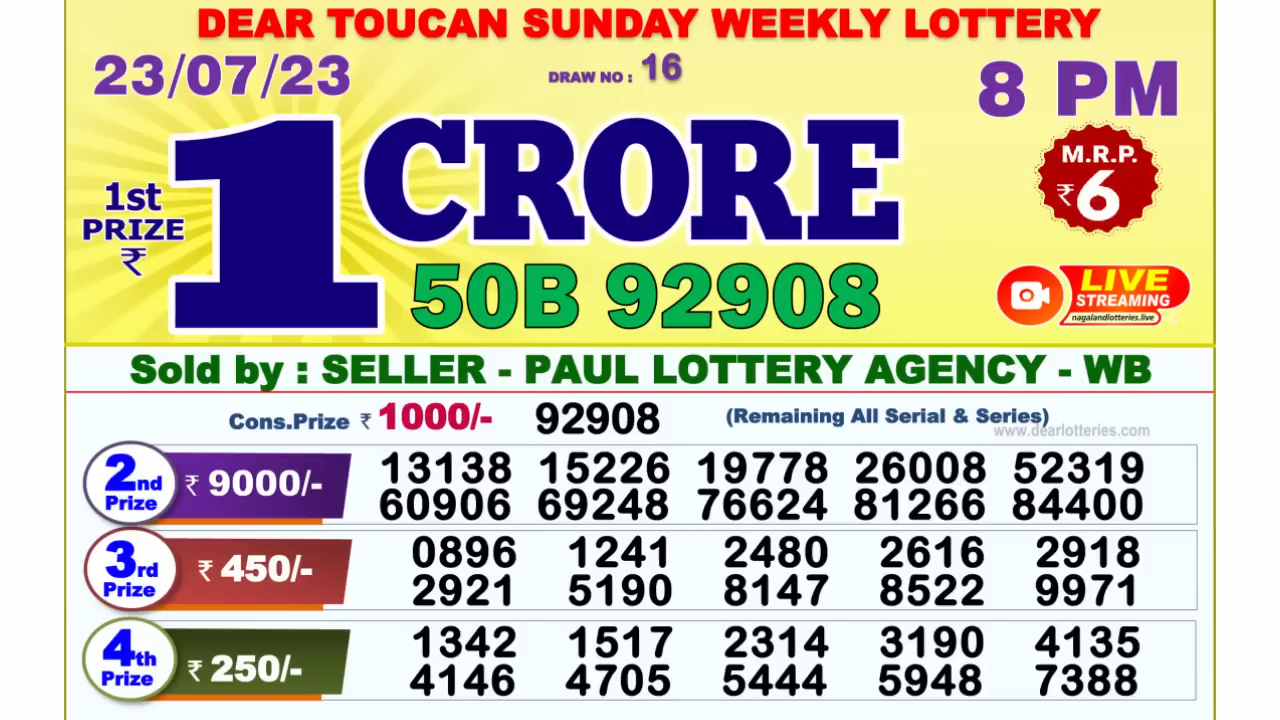 DEAR TOUCAN SUNDAY WEEKLY LOTTERY
23/07/23 DRAW NO : 16 8 PM
1st PRIZE ₹ 1 CRORE
M.R.P. ₹ 6
50B 92908
LIVE
STREAMING
nagalandlotteries.live
Sold by : SELLER - PAUL LOTTERY AGENCY - WB
Cons.Prize ₹ 1000/- 92908 (Remaining All Serial & Series)
www.dearlotteries.com
2nd Prize ₹ 9000/-
13138 15226 19778 26008 52319
60906 69248 76624 81266 84400
3rd Prize ₹ 450/-
0896 1241 2480 2616 2918
2921 5190 8147 8522 9971
4th Prize ₹ 250/-
1342 1517 2314 3190 4135
4146 4705 5444 5948 7388